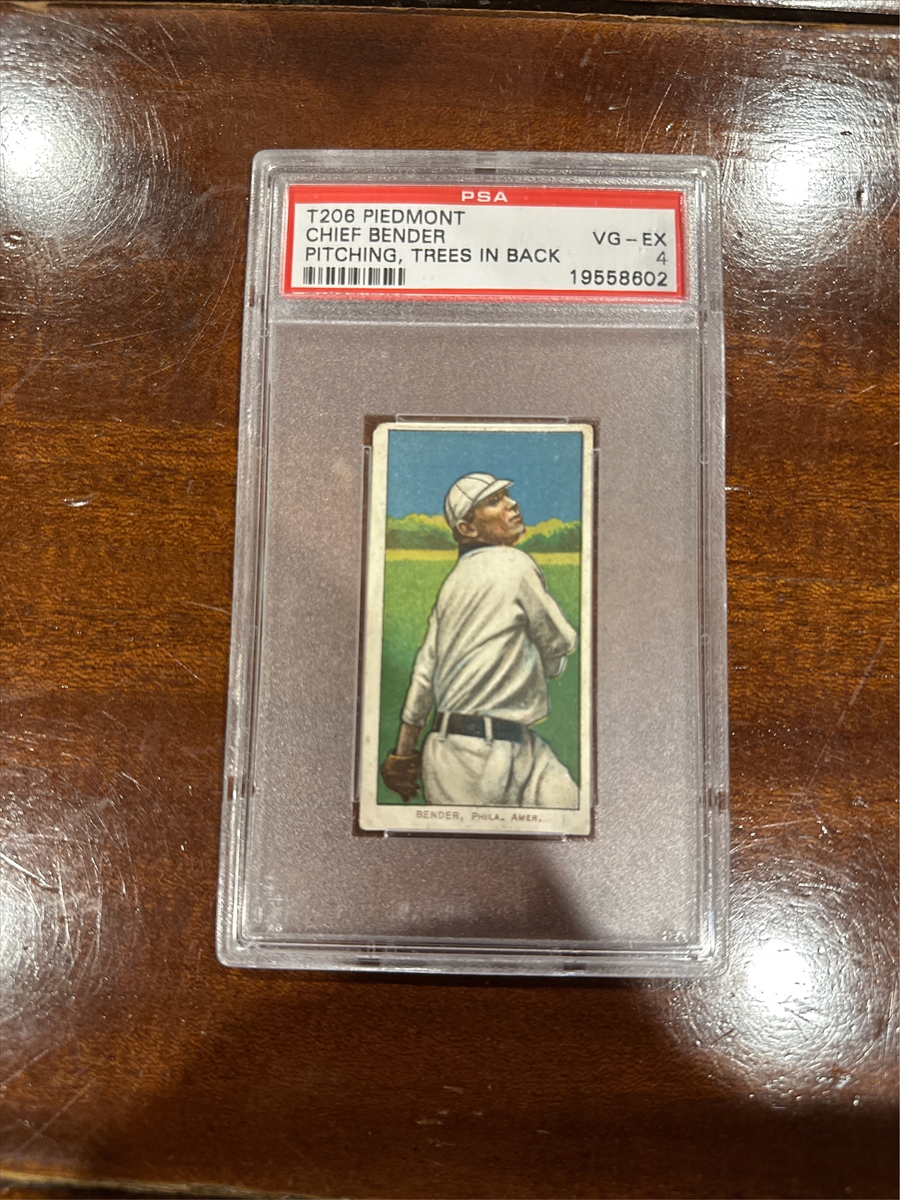 PSA
T206 PIEDMONT
CHIEF BENDER VG-EX
PITCHING, TREES IN BACK 4
19558602
BENDER, PHILA. AMER.